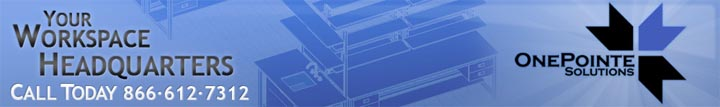 Your
Workspace
Headquarters
Call Today 866·612·7312
OnePointe
Solutions